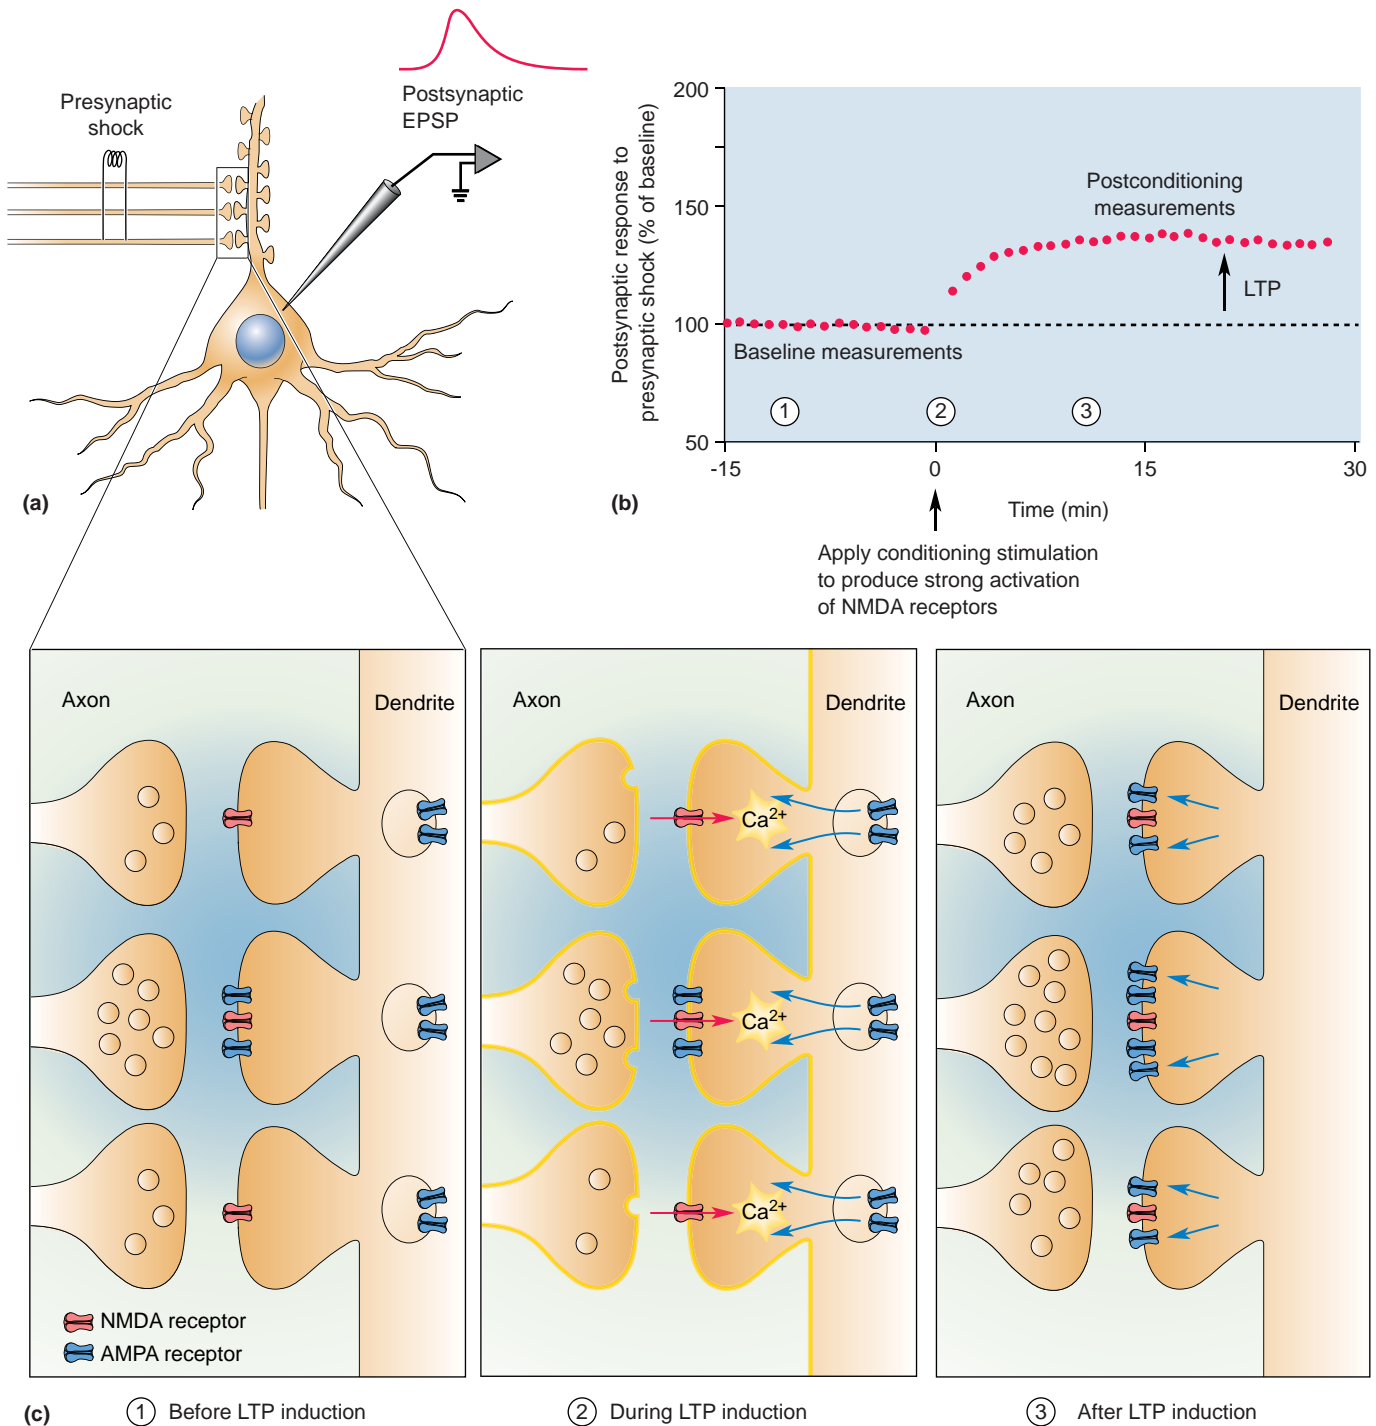 Presynaptic
shock
Postsynaptic
EPSP
(a)
Postsynaptic response to
presynaptic shock (% of baseline)
200
150
100
50
Postconditioning
measurements
LTP
Baseline measurements
1
2
3
-15
0
15
30
(b)
Time (min)
Apply conditioning stimulation
to produce strong activation
of NMDA receptors
Axon
Dendrite
NMDA receptor
AMPA receptor
Axon
Dendrite
Ca2+
Ca2+
Ca2+
Axon
Dendrite
(c)
1 Before LTP induction
2 During LTP induction
3 After LTP induction